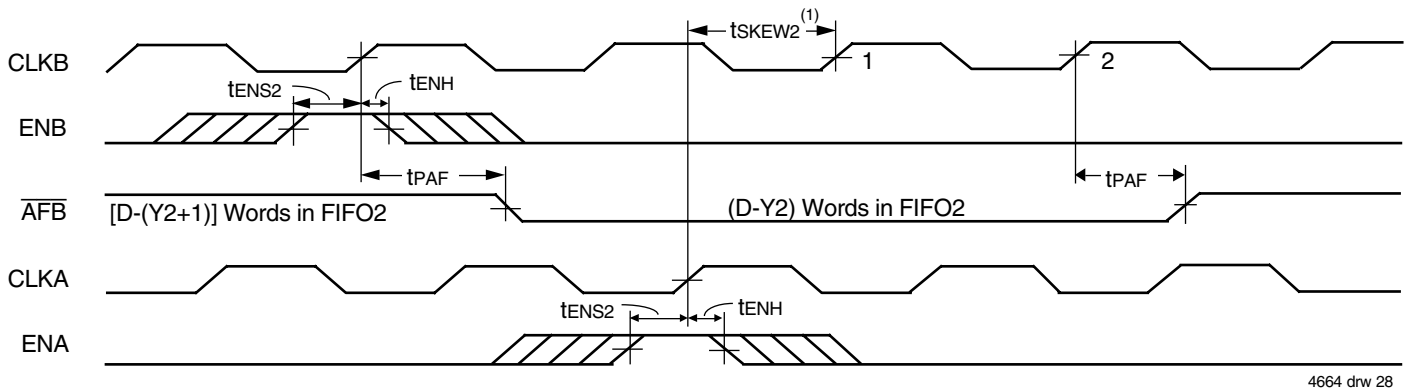 tSKEW2(1)
CLKB 1 2
tENS2 tENH
ENB
tPAF tPAF
AFB [D-(Y2+1)] Words in FIFO2 (D-Y2) Words in FIFO2
CLKA
tENS2 tENH
ENA
4664 drw 28